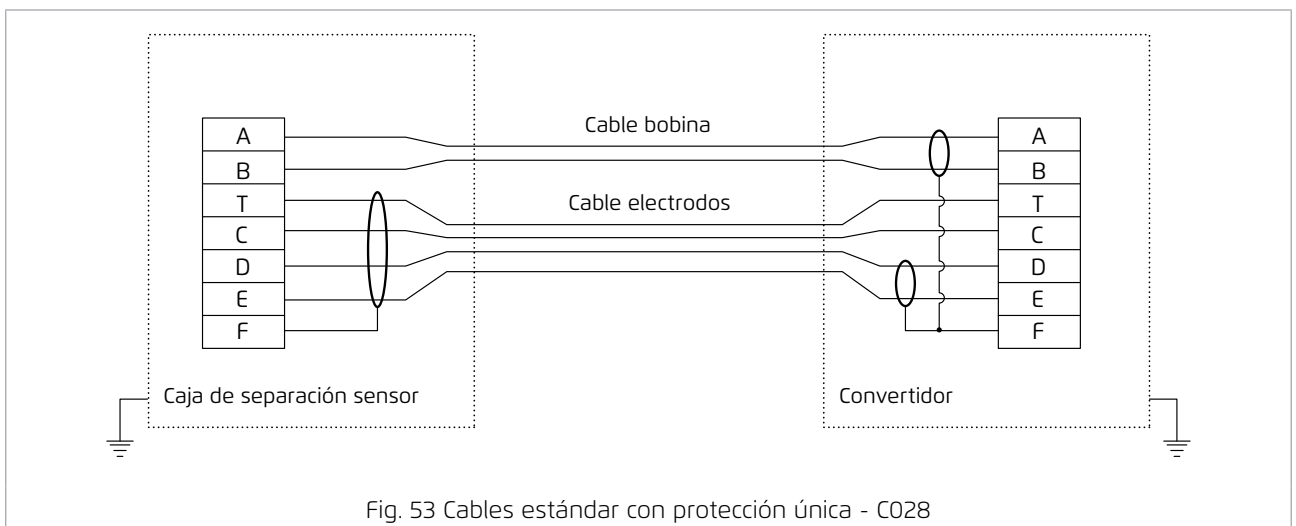 Cable bobina
A
B
T
C
D
E
F
Cable electrodos
A
B
T
C
D
E
F
Caja de separación sensor
Convertidor
Fig. 53 Cables estándar con protección única - C028